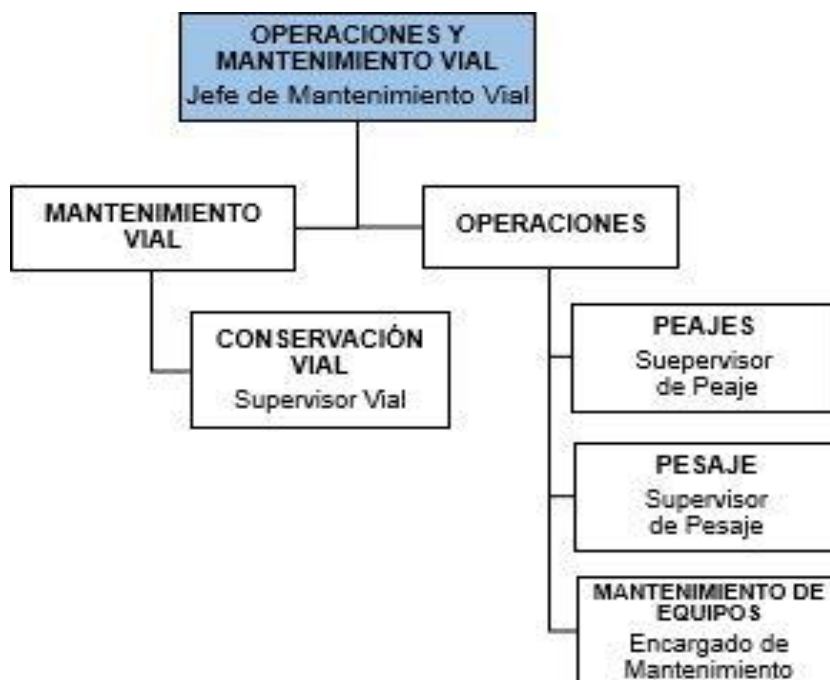 OPERACIONES Y
MANTENIMIENTO VIAL
Jefe de Mantenimiento Vial
MANTENIMIENTO
VIAL
OPERACIONES
CONSERVACIÓN
VIAL
Supervisor Vial
PEAJES
Suepervisor
de Peaje
PESAJE
Supervisor
de Pesaje
MANTENIMIENTO DE
EQUIPOS
Encargado de
Mantenimiento